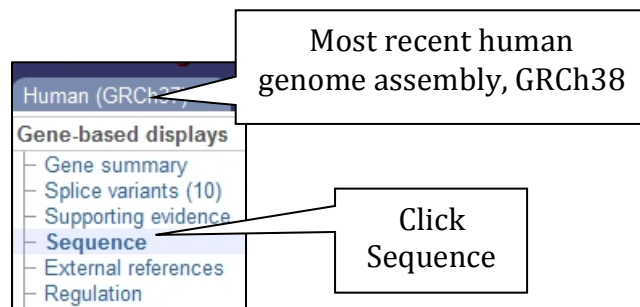 Most recent human
genome assembly, GRCh38
Human (GRCh37)
Gene-based displays
Gene summary
Splice variants (10)
Supporting evidence
Sequence
External references
Regulation
Click
Sequence